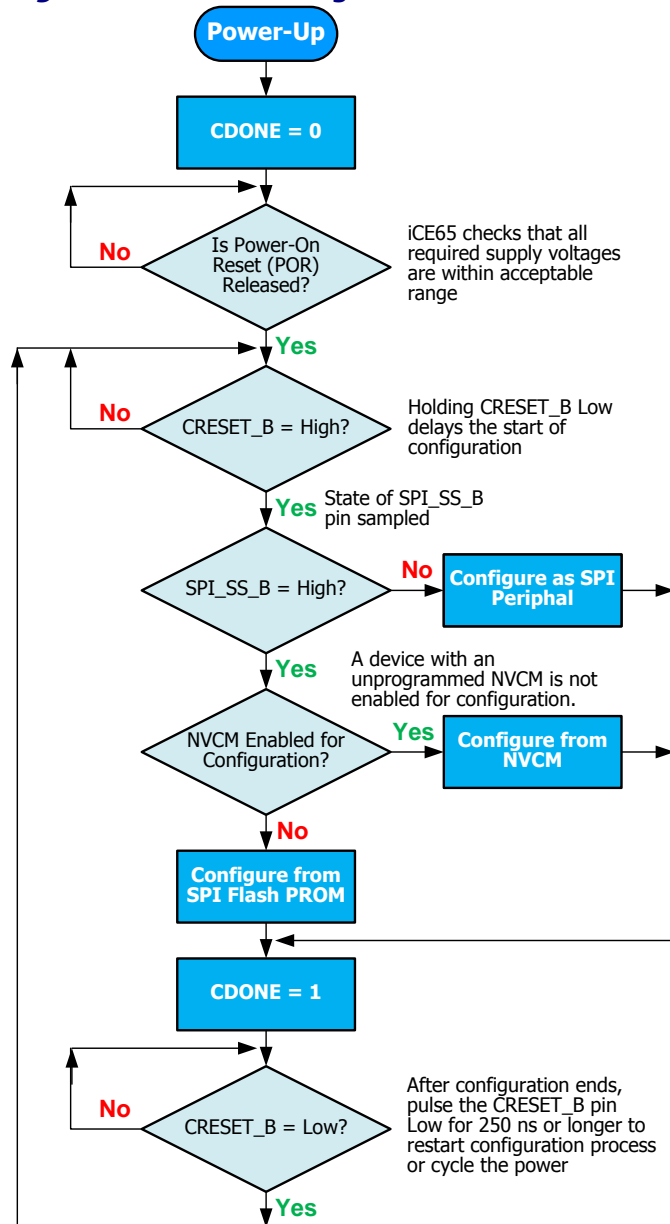 Power-Up
CDONE = 0
No
Is Power-On
Reset (POR)
Released?
iCE65 checks that all
required supply voltages
are within acceptable
range
Yes
No
CRESET_B = High?
Holding CRESET_B Low
delays the start of
configuration
Yes
State of SPI_SS_B
pin sampled
SPI_SS_B = High?
No
Configure as SPI
Periphal
Yes
A device with an
unprogrammed NVCM is not
enabled for configuration.
NVCM Enabled for
Configuration?
Yes
Configure from
NVCM
No
Configure from
SPI Flash PROM
CDONE = 1
No
CRESET_B = Low?
After configuration ends,
pulse the CRESET_B pin
Low for 250 ns or longer to
restart configuration process
or cycle the power
Yes